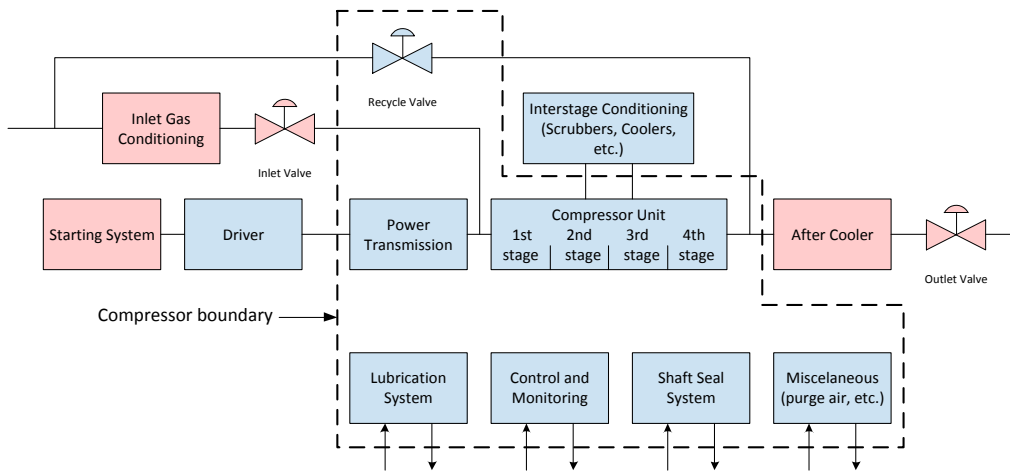 Recycle Valve
Inlet Gas
Conditioning
Inlet Valve
Interstage Conditioning
(Scrubbers, Coolers,
etc.)
Starting System
Driver
Power
Transmission
Compressor Unit
1st 2nd 3rd 4th
stage stage stage stage
After Cooler
Outlet Valve
Compressor boundary
Lubrication
System
Control and
Monitoring
Shaft Seal
System
Miscelaneous
(purge air, etc.)